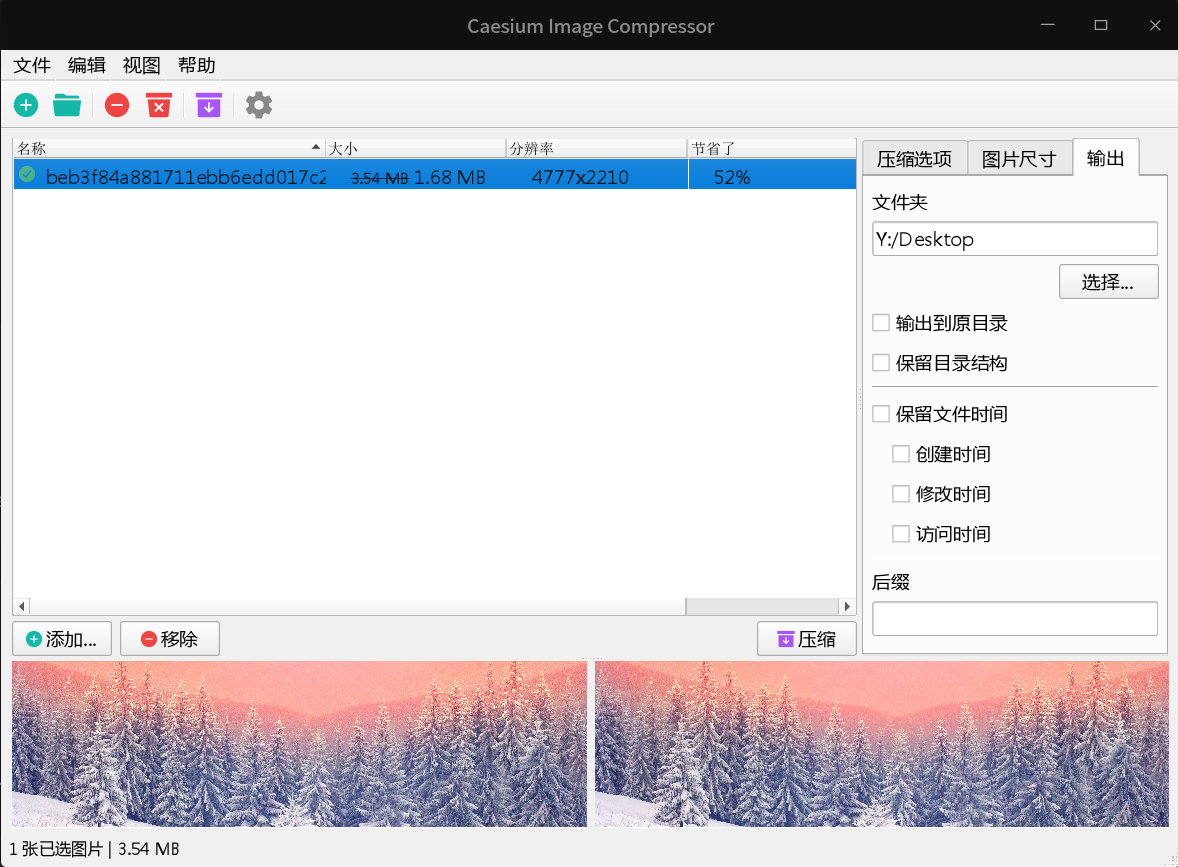 Caesium Image Compressor
文件 编辑 视图 帮助
名称 大小 分辨率 节省了
beb3f84a881711ebb6edd017c2 3.54 MB 1.68 MB 4777x2210 52%
压缩选项 图片尺寸 输出
文件夹
Y:/Desktop
选择...
输出到原目录
保留目录结构
保留文件时间
创建时间
修改时间
访问时间
后缀
添加... 移除 压缩
1 张已选图片 | 3.54 MB